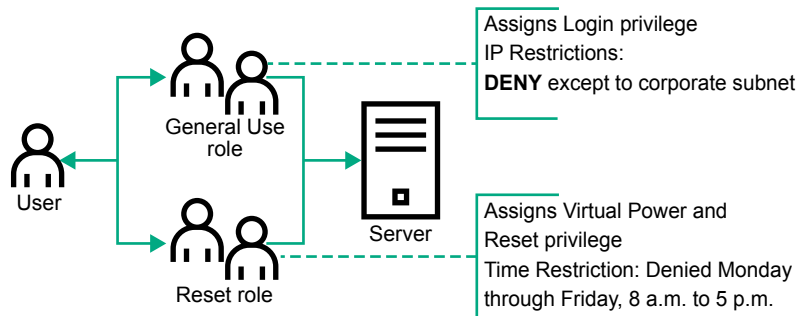 Assigns Login privilege
IP Restrictions:
DENY except to corporate subnet
General Use
role
User
Server
Reset role
Assigns Virtual Power and
Reset privilege
Time Restriction: Denied Monday
through Friday, 8 a.m. to 5 p.m.